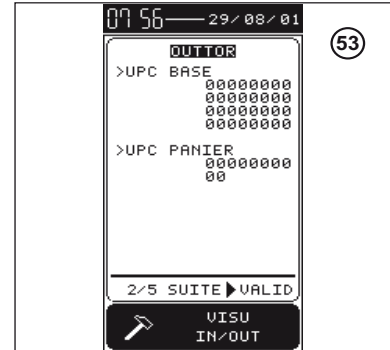 07 56 29/08/01
53
OUTTOR
>UPC BASE
00000000
00000000
00000000
00000000
>UPC PANIER
00000000
00
2/5 SUITE▶VALID
VISU
IN/OUT